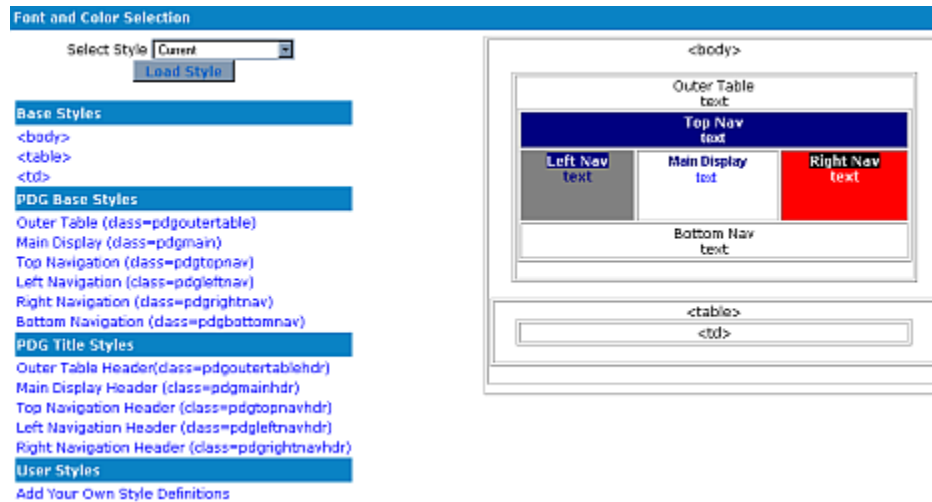 Font and Color Selection
Select Style Current
Load Style
Base Styles
<body>
<table>
<td>
PDG Base Styles
Outer Table (class=pdgoutertable)
Main Display (class=pdgmain)
Top Navigation (class=pdgtopnav)
Left Navigation (class=pdgleftnav)
Right Navigation (class=pdgrightnav)
Bottom Navigation (class=pdgbottomnav)
PDG Title Styles
Outer Table Header(class=pdgoutertablehdr)
Main Display Header (class=pdgmainhdr)
Top Navigation Header (class=pdgtopnavhdr)
Left Navigation Header (class=pdgleftnavhdr)
Right Navigation Header (class=pdgrightnavhdr)
User Styles
Add Your Own Style Definitions
<body>
Outer Table
text
Top Nav
text
Left Nav
text
Main Display
text
Right Nav
text
Bottom Nav
text
<table>
<td>